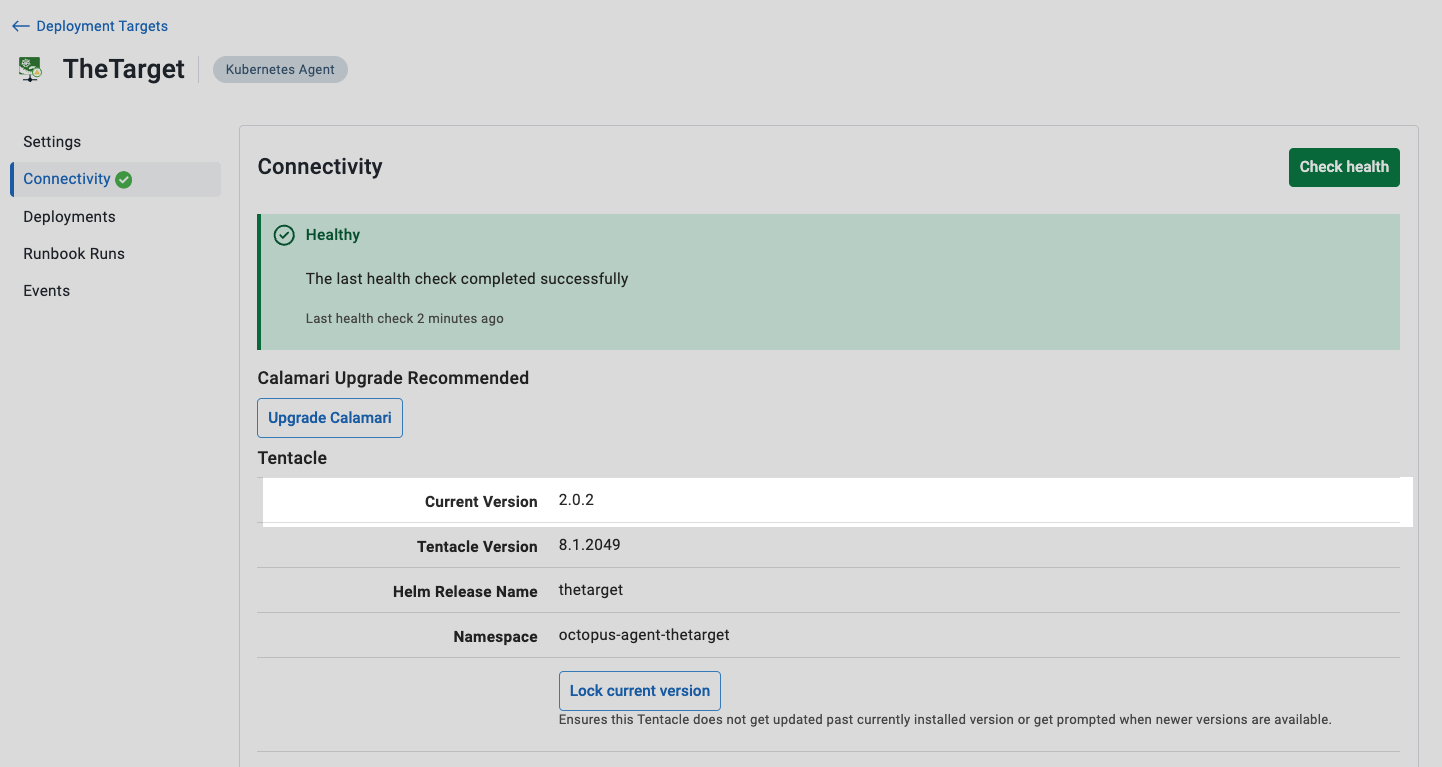 Deployment Targets
TheTarget
Kubernetes Agent
Settings
Connectivity
Deployments
Runbook Runs
Events
Connectivity
Check health
Healthy
The last health check completed successfully
Last health check 2 minutes ago
Calamari Upgrade Recommended
Upgrade Calamari
Tentacle
Current Version 2.0.2
Tentacle Version 8.1.2049
Helm Release Name thetarget
Namespace octopus-agent-thetarget
Lock current version
Ensures this Tentacle does not get updated past currently installed version or get prompted when newer versions are available.